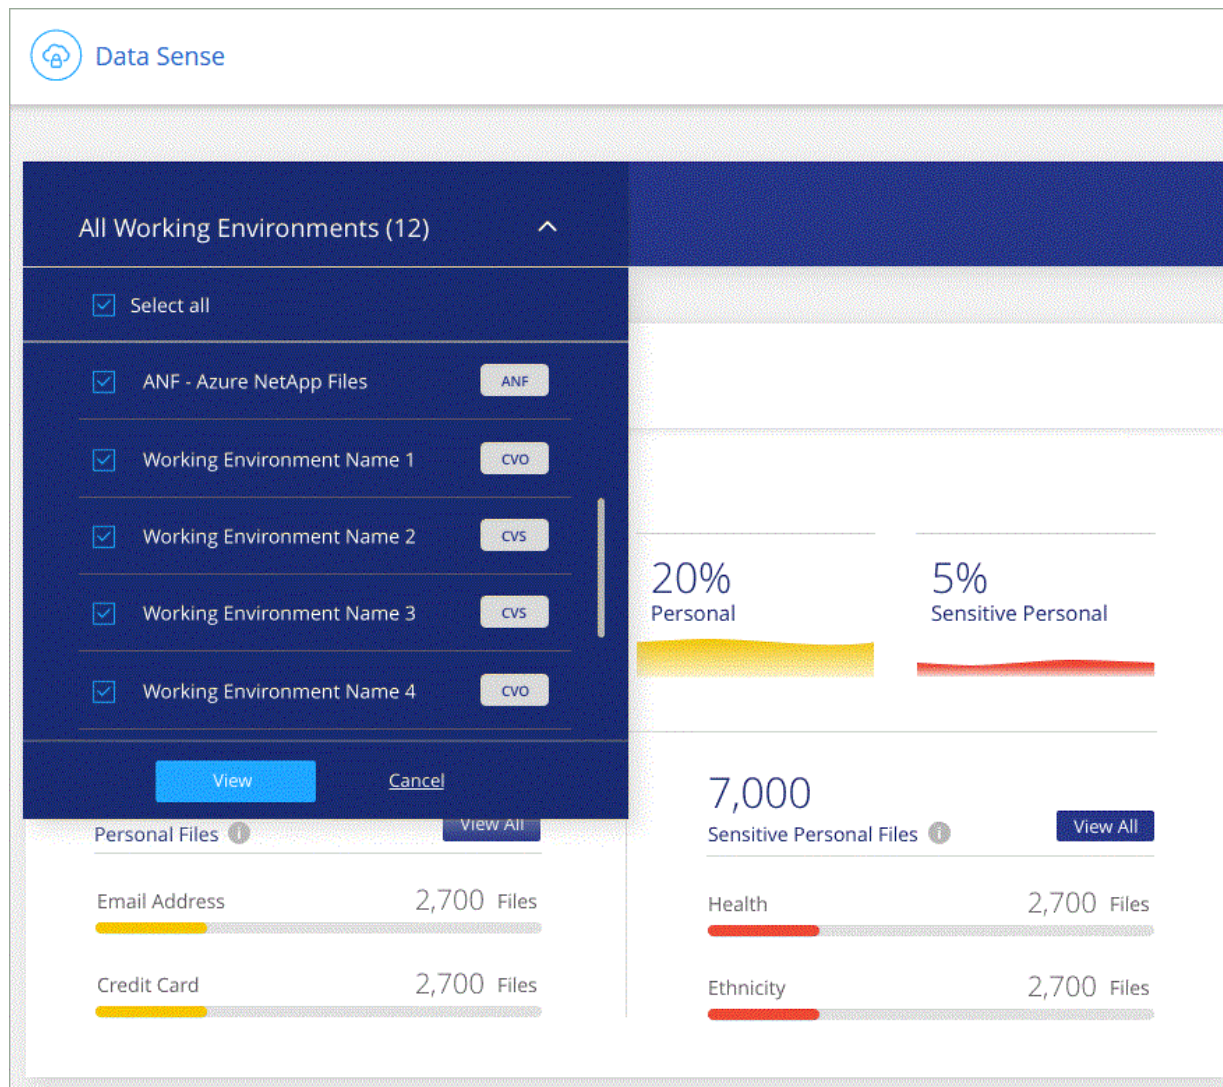 Data Sense
All Working Environments (12)
Select all
ANF - Azure NetApp Files ANF
Working Environment Name 1 CVO
Working Environment Name 2 CVS
Working Environment Name 3 CVS
Working Environment Name 4 CVO
View Cancel
20%
Personal
5%
Sensitive Personal
Personal Files i View All
Email Address 2,700 Files
Credit Card 2,700 Files
7,000
Sensitive Personal Files i View All
Health 2,700 Files
Ethnicity 2,700 Files